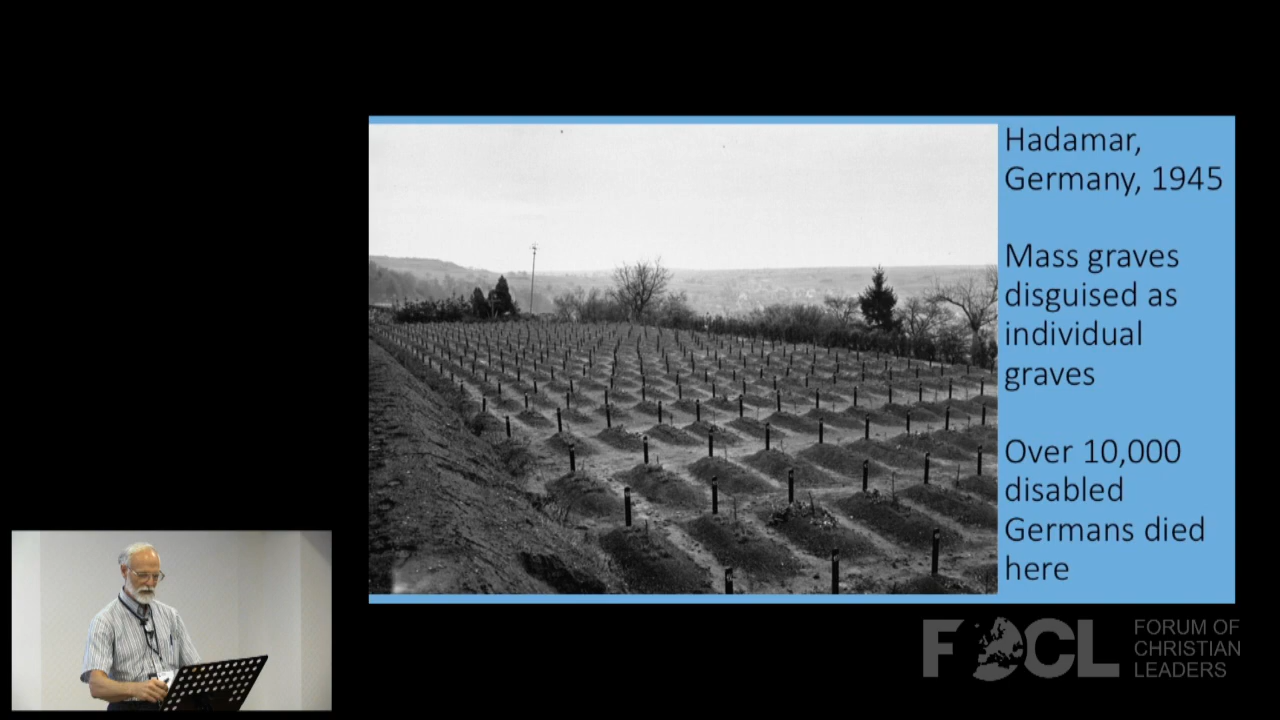 Hadamar,
Germany, 1945
Mass graves
disguised as
individual
graves
Over 10,000
disabled
Germans died
here
FOCL
FORUM OF
CHRISTIAN
LEADERS